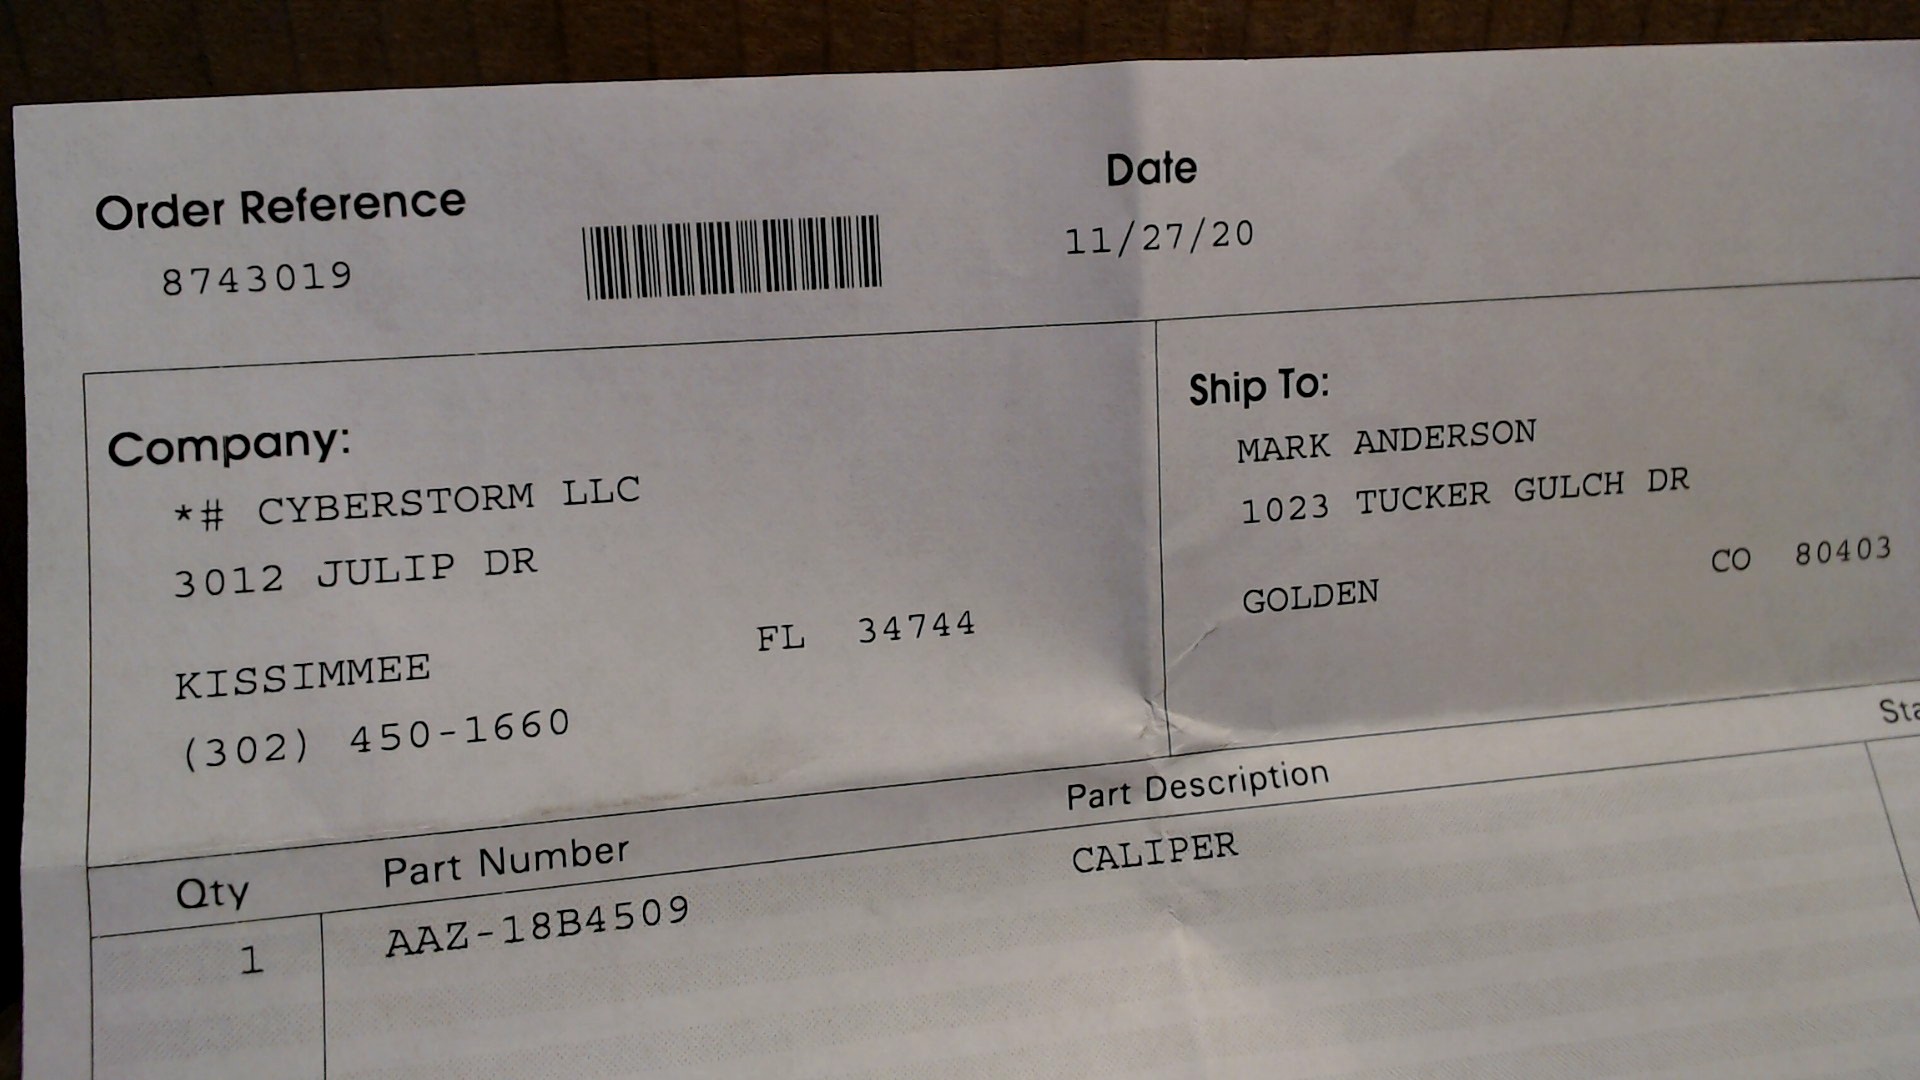 Order Reference
8743019
Date
11/27/20
Company:
*# CYBERSTORM LLC
3012 JULIP DR
KISSIMMEE FL 34744
(302) 450-1660
Ship To:
MARK ANDERSON
1023 TUCKER GULCH DR
GOLDEN CO 80403
Qty Part Number Part Description
1 AAZ-18B4509 CALIPER